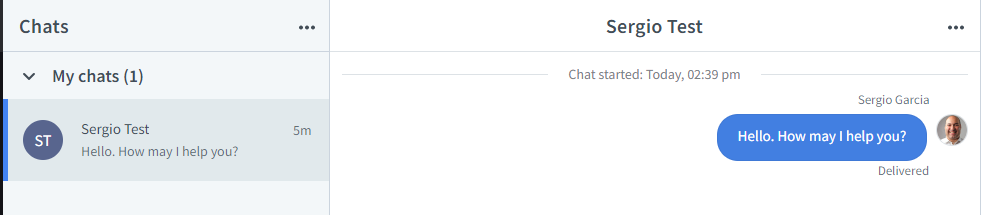 Chats
My chats (1)
ST
Sergio Test
5m
Hello. How may I help you?
Sergio Test
Chat started: Today, 02:39 pm
Sergio Garcia
Hello. How may I help you?
Delivered